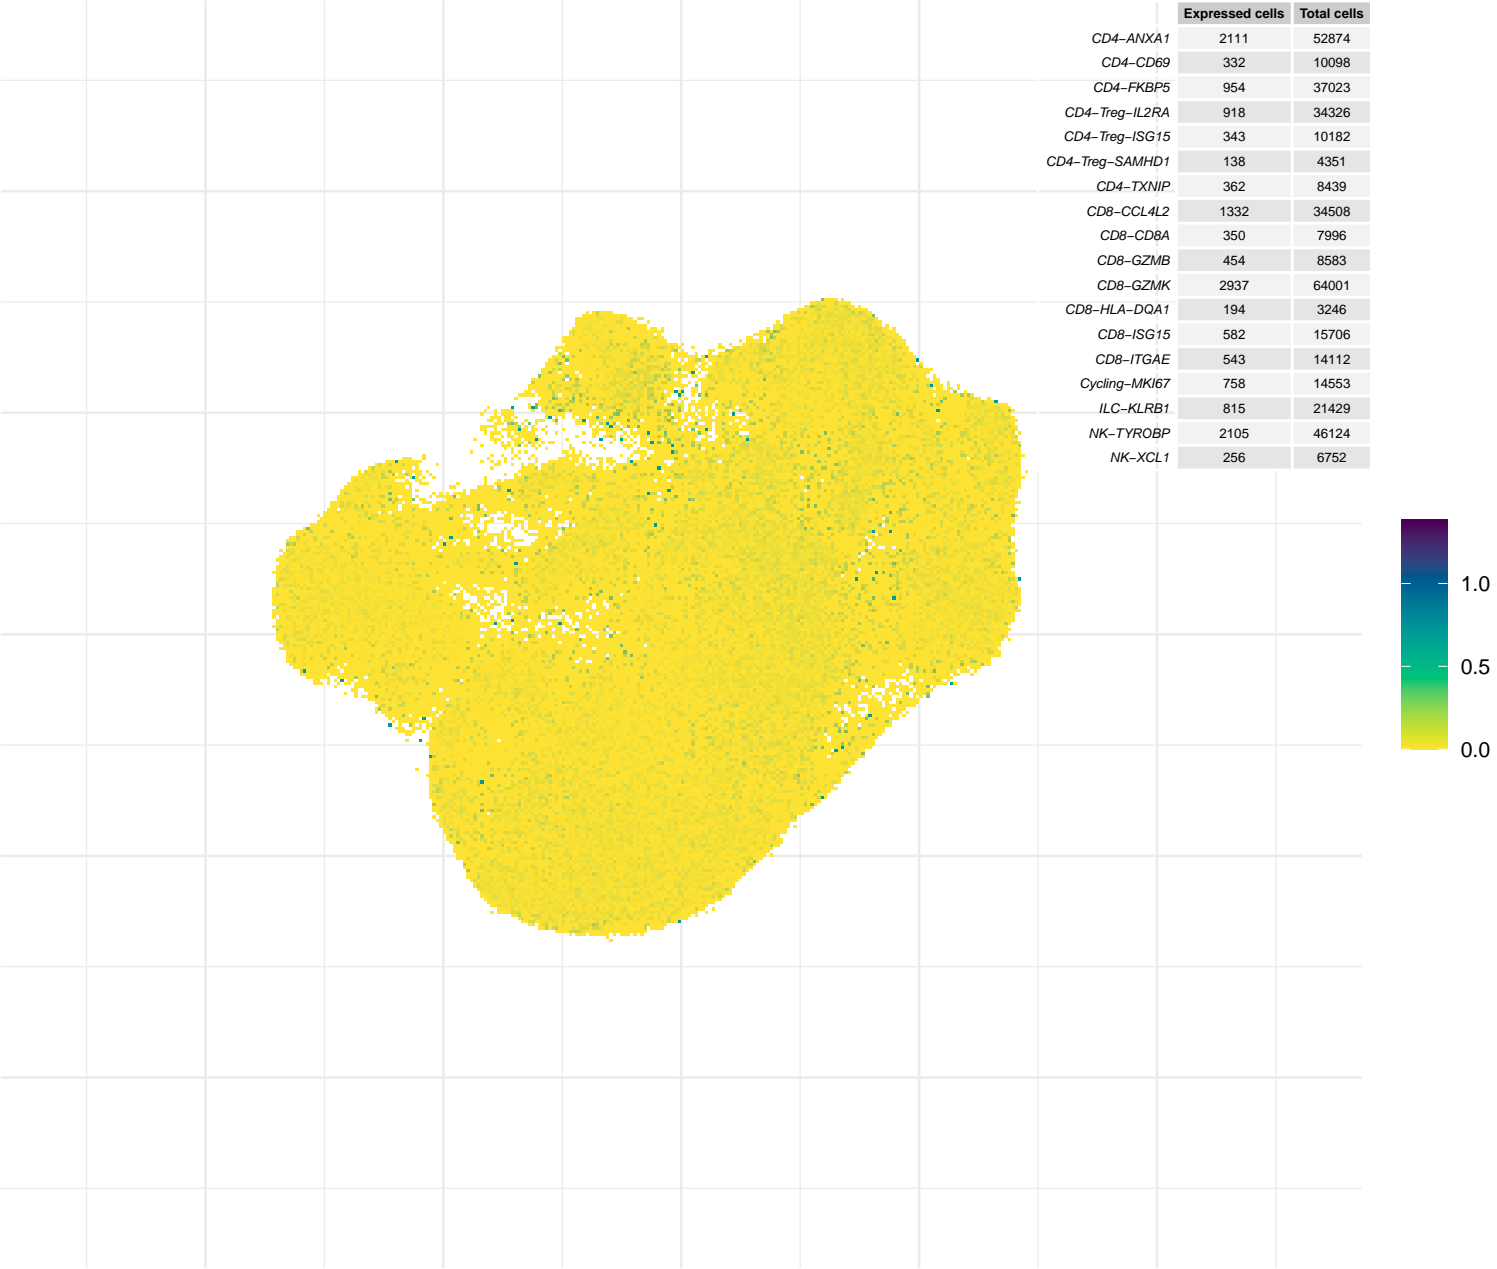 Expressed cells Total cells
CD4−ANXA1 2111 52874
CD4−CD69 332 10098
CD4−FKBP5 954 37023
CD4−Treg−IL2RA 918 34326
CD4−Treg−ISG15 343 10182
CD4−Treg−SAMHD1 138 4351
CD4−TXNIP 362 8439
CD8−CCL4L2 1332 34508
CD8−CD8A 350 7996
CD8−GZMB 454 8583
CD8−GZMK 2937 64001
CD8−HLA−DQA1 194 3246
CD8−ISG15 582 15706
CD8−ITGAE 543 14112
Cycling−MKI67 758 14553
ILC−KLRB1 815 21429
NK−TYROBP 2105 46124
NK−XCL1 256 6752
1.0
0.5
0.0